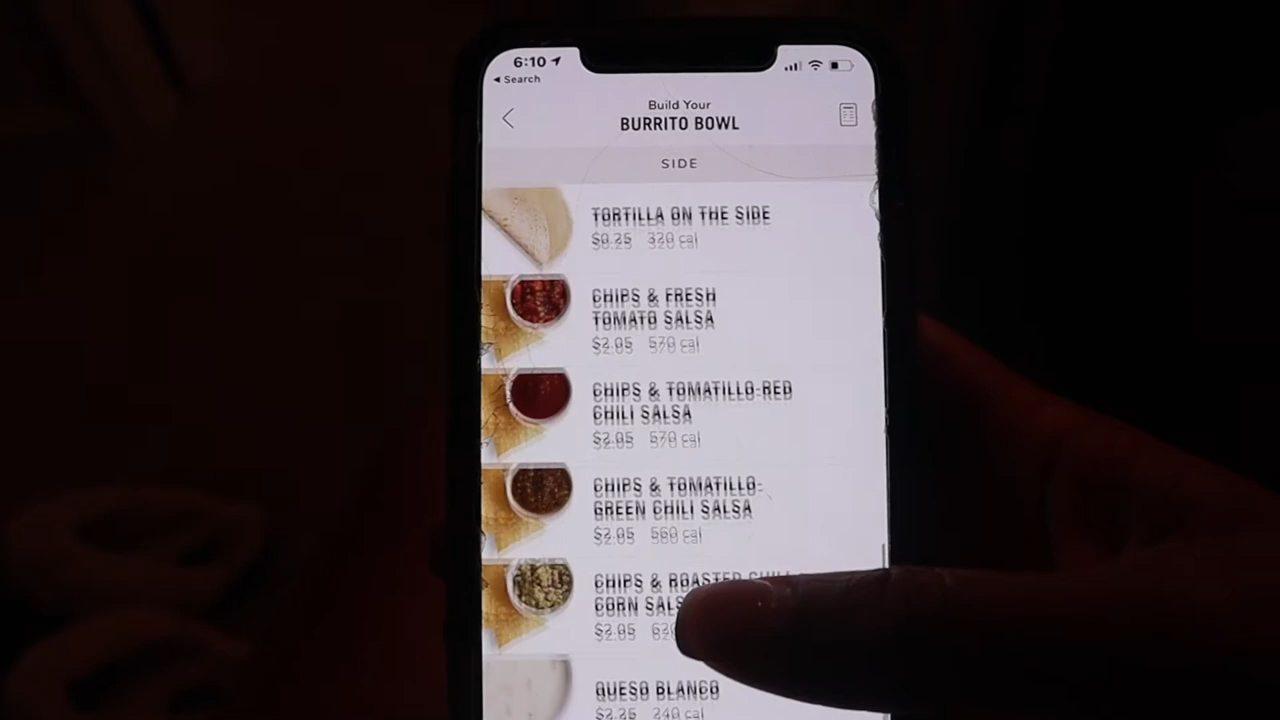 6:10
Search
Build Your
BURRITO BOWL
SIDE
TORTILLA ON THE SIDE
$0.25 320 cal
CHIPS & FRESH
TOMATO SALSA
$2.05 570 cal
CHIPS & TOMATILLO-RED
CHILI SALSA
$2.05 570 cal
CHIPS & TOMATILLO-
GREEN CHILI SALSA
$2.05 560 cal
CHIPS & ROASTED CHILI
CORN
$2.05
QUESO BLANCO
$2.25 240 cal